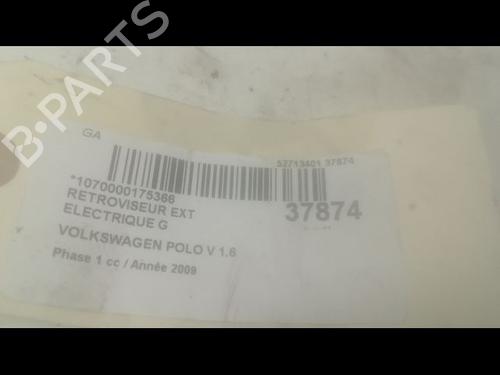 B-PARTS
GA
52713401 37874
*1070000175366
RETROVISEUR EXT
ELECTRIQUE G
37874
VOLKSWAGEN POLO V 1.6
Phase 1 cc / Année 2009